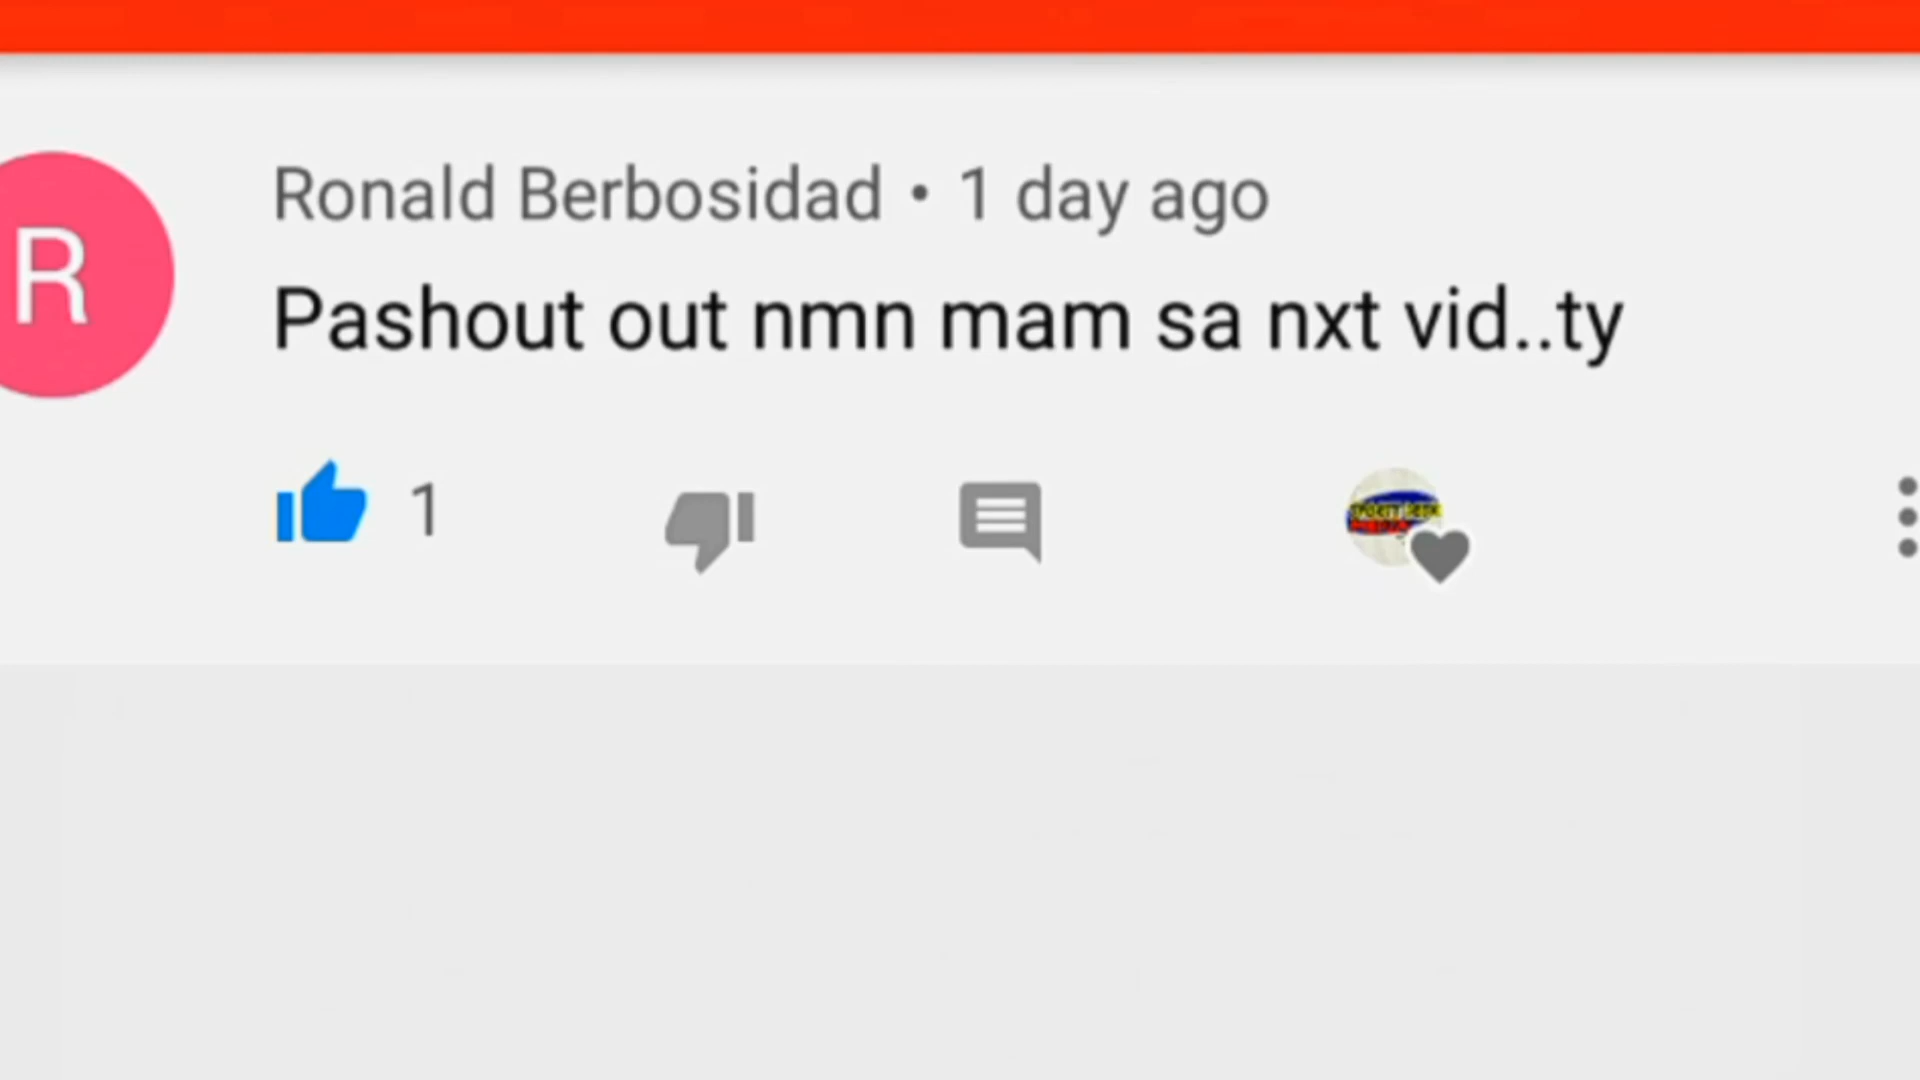 R
Ronald Berbosidad • 1 day ago
Pashout out nmn mam sa nxt vid..ty
1